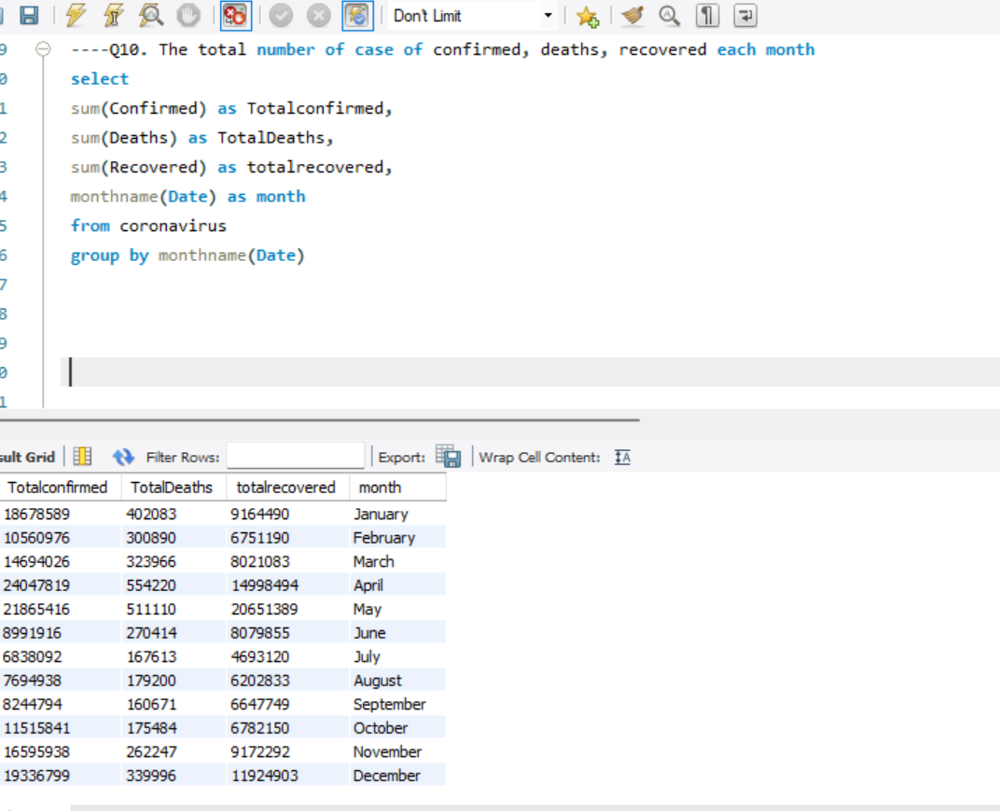 Don't Limit
9 ----Q10. The total number of case of confirmed, deaths, recovered each month
0 select
1 sum(Confirmed) as Totalconfirmed,
2 sum(Deaths) as TotalDeaths,
3 sum(Recovered) as totalrecovered,
4 monthname(Date) as month
5 from coronavirus
6 group by monthname(Date)
7
8
9
0
1
sult Grid Filter Rows: Export: Wrap Cell Content: IA
Totalconfirmed TotalDeaths totalrecovered month
18678589 402083 9164490 January
10560976 300890 6751190 February
14694026 323966 8021083 March
24047819 554220 14998494 April
21865416 511110 20651389 May
8991916 270414 8079855 June
6838092 167613 4693120 July
7694938 179200 6202833 August
8244794 160671 6647749 September
11515841 175484 6782150 October
16595938 262247 9172292 November
19336799 339996 11924903 December